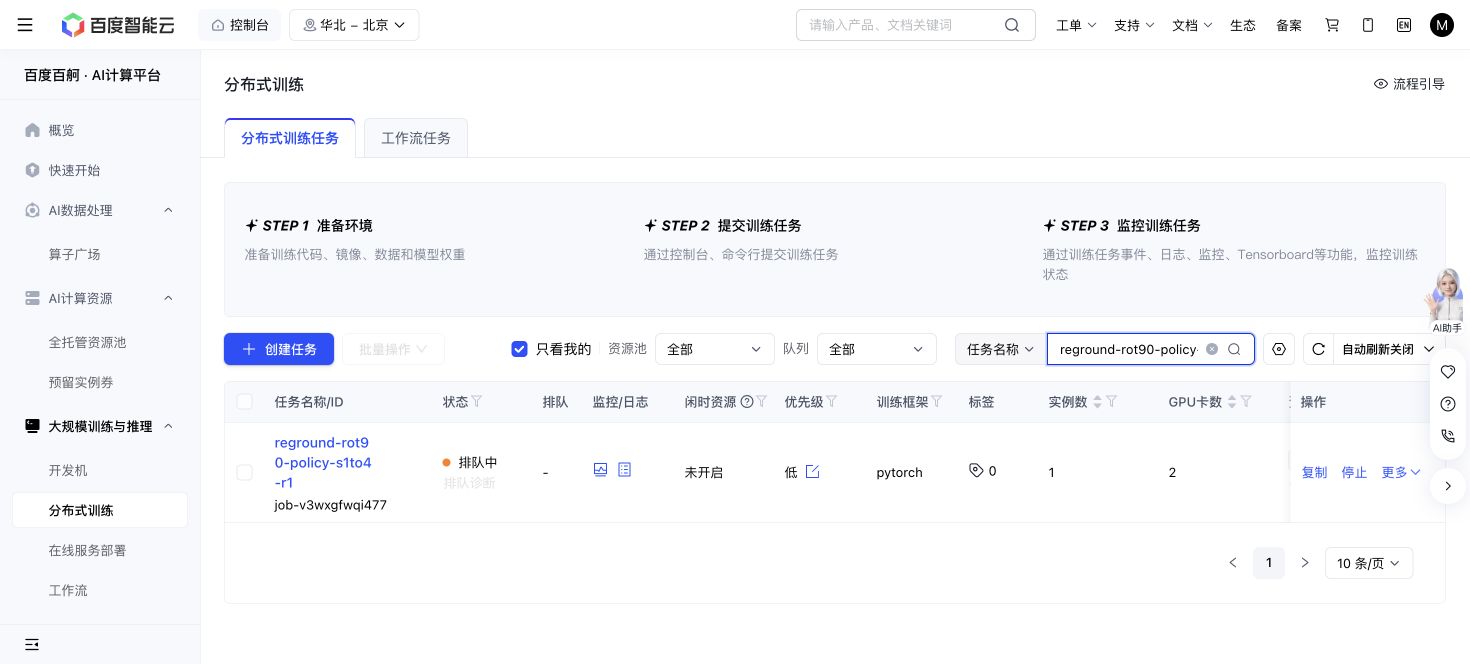 百度智能云
控制台
华北 – 北京
请输入产品、文档关键词
工单
支持
文档
生态
备案
EN
M
百度百舸 · AI计算平台
概览
快速开始
AI数据处理
算子广场
AI计算资源
全托管资源池
预留实例券
大规模训练与推理
开发机
分布式训练
在线服务部署
工作流
分布式训练
流程引导
分布式训练任务
工作流任务
STEP 1 准备环境
准备训练代码、镜像、数据和模型权重
STEP 2 提交训练任务
通过控制台、命令行提交训练任务
STEP 3 监控训练任务
通过训练任务事件、日志、监控、Tensorboard等功能，监控训练
状态
AI助手
创建任务
批量操作
只看我的
资源池
全部
队列
全部
任务名称
reground-rot90-policy-
自动刷新关闭
任务名称/ID
状态
排队
监控/日志
闲时资源
优先级
训练框架
标签
实例数
GPU卡数
操作
reground-rot9
0-policy-s1to4
-r1
job-v3wxgfwqi477
排队中
排队诊断
-
未开启
低
pytorch
0
1
2
复制 停止 更多
1
10 条/页